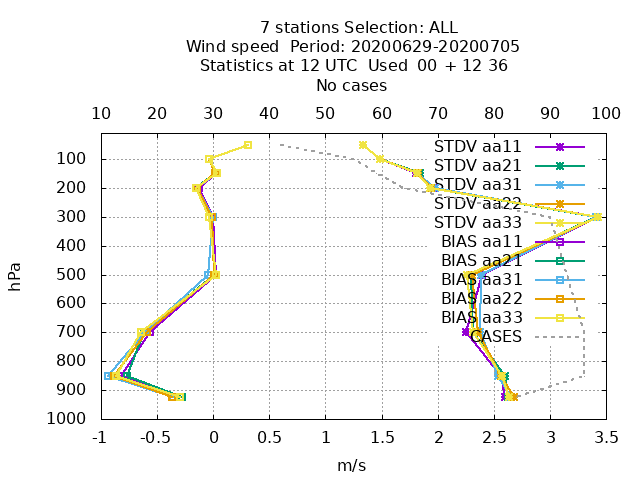 7 stations Selection: ALL
Wind speed  Period: 20200629-20200705
Statistics at 12 UTC  Used  00 + 12 36
No cases
10 20 30 40 50 60 70 80 90 100
STDV aa11
STDV aa21
STDV aa31
STDV aa22
STDV aa33
BIAS aa11
BIAS aa21
BIAS aa31
BIAS aa22
BIAS aa33
CASES
hPa
100
200
300
400
500
600
700
800
900
1000
-1 -0.5 0 0.5 1 1.5 2 2.5 3 3.5
m/s